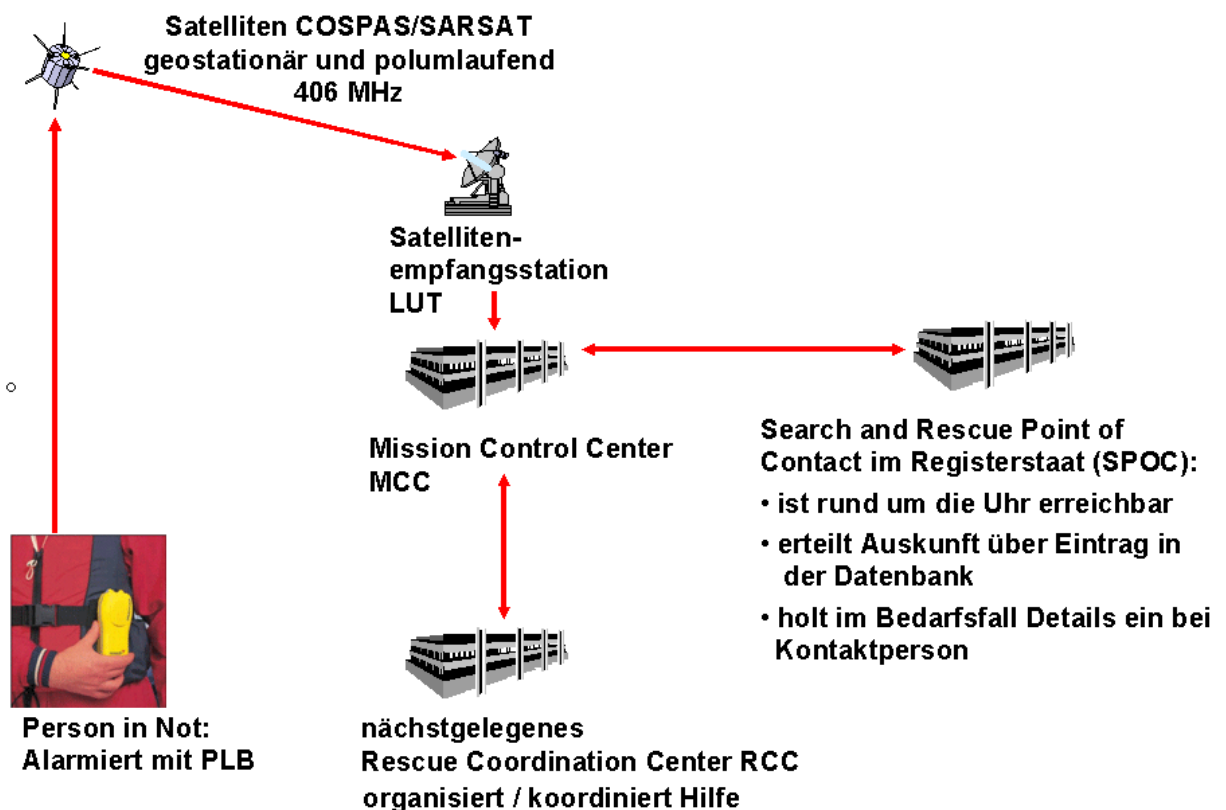 Satelliten COSPAS/SARSAT
geostationär und polumlaufend
406 MHz
Satelliten-
empfangsstation
LUT
Mission Control Center
MCC
Search and Rescue Point of
Contact im Registerstaat (SPOC):
• ist rund um die Uhr erreichbar
• erteilt Auskunft über Eintrag in
der Datenbank
• holt im Bedarfsfall Details ein bei
Kontaktperson
Person in Not:
Alarmiert mit PLB
nächstgelegenes
Rescue Coordination Center RCC
organisiert / koordiniert Hilfe